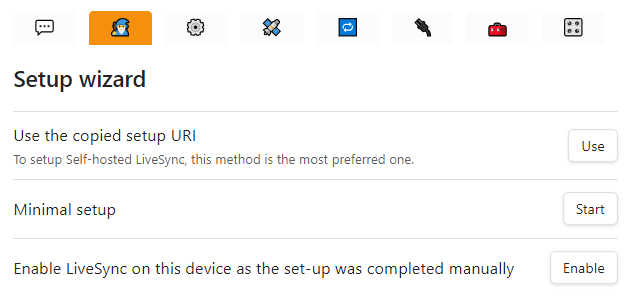 Setup wizard
Use the copied setup URI
To setup Self-hosted LiveSync, this method is the most preferred one.
Use
Minimal setup
Start
Enable LiveSync on this device as the set-up was completed manually
Enable